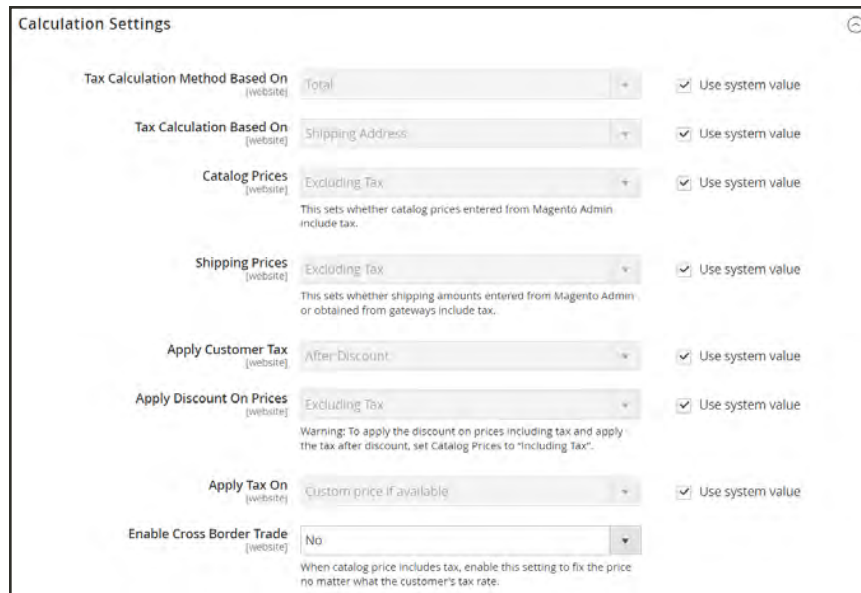 Calculation Settings
Tax Calculation Method Based On
[website]
Total
Use system value
Tax Calculation Based On
[website]
Shipping Address
Use system value
Catalog Prices
[website]
Excluding Tax
Use system value
This sets whether catalog prices entered from Magento Admin
include tax.
Shipping Prices
[website]
Excluding Tax
Use system value
This sets whether shipping amounts entered from Magento Admin
or obtained from gateways include tax.
Apply Customer Tax
[website]
After Discount
Use system value
Apply Discount On Prices
[website]
Excluding Tax
Use system value
Warning: To apply the discount on prices including tax and apply
the tax after discount, set Catalog Prices to "Including Tax".
Apply Tax On
[website]
Custom price if available
Use system value
Enable Cross Border Trade
[website]
No
When catalog price includes tax, enable this setting to fix the price
no matter what the customer's tax rate.